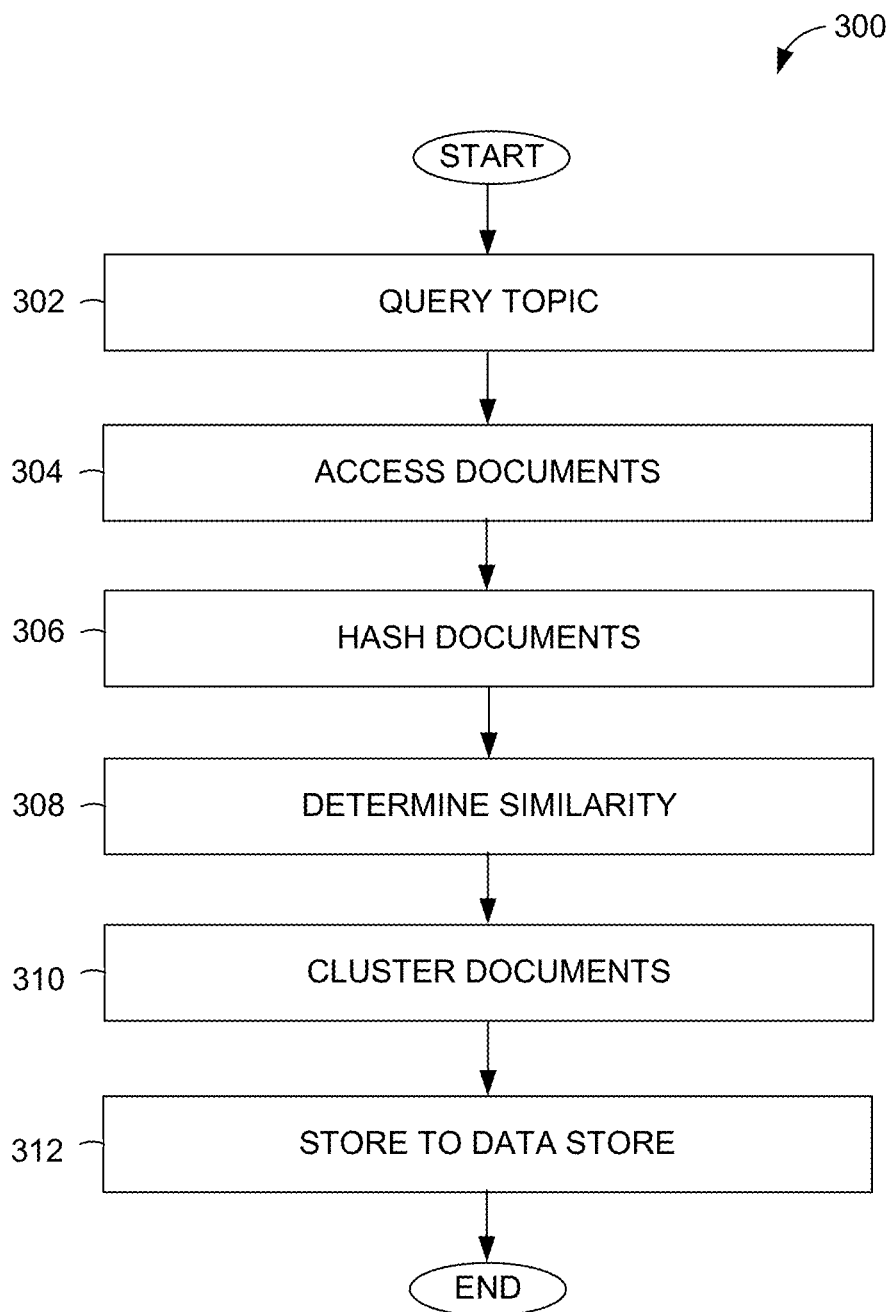 300
START
302 QUERY TOPIC
304 ACCESS DOCUMENTS
306 HASH DOCUMENTS
308 DETERMINE SIMILARITY
310 CLUSTER DOCUMENTS
312 STORE TO DATA STORE
END